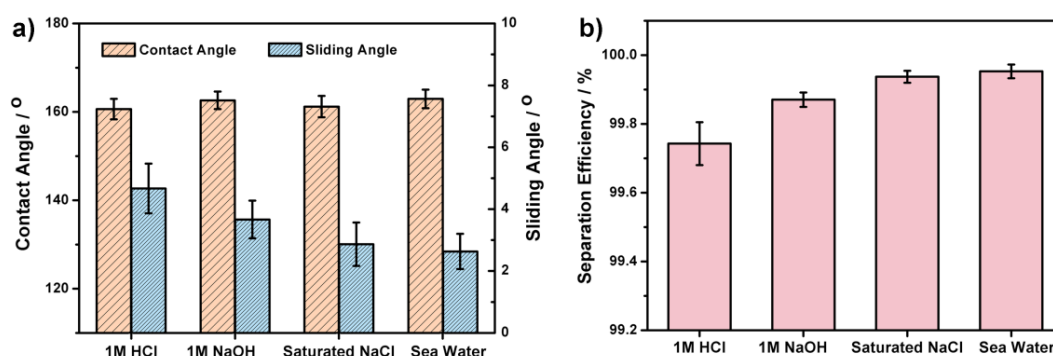 a)
Contact Angle
Sliding Angle
Contact Angle / °
180
160
140
120
10
8
6
4
2
0
Sliding Angle / °
1M HCl
1M NaOH
Saturated NaCl
Sea Water
b)
Separation Efficiency / %
100.0
99.8
99.6
99.4
99.2
1M HCl
1M NaOH
Saturated NaCl
Sea Water